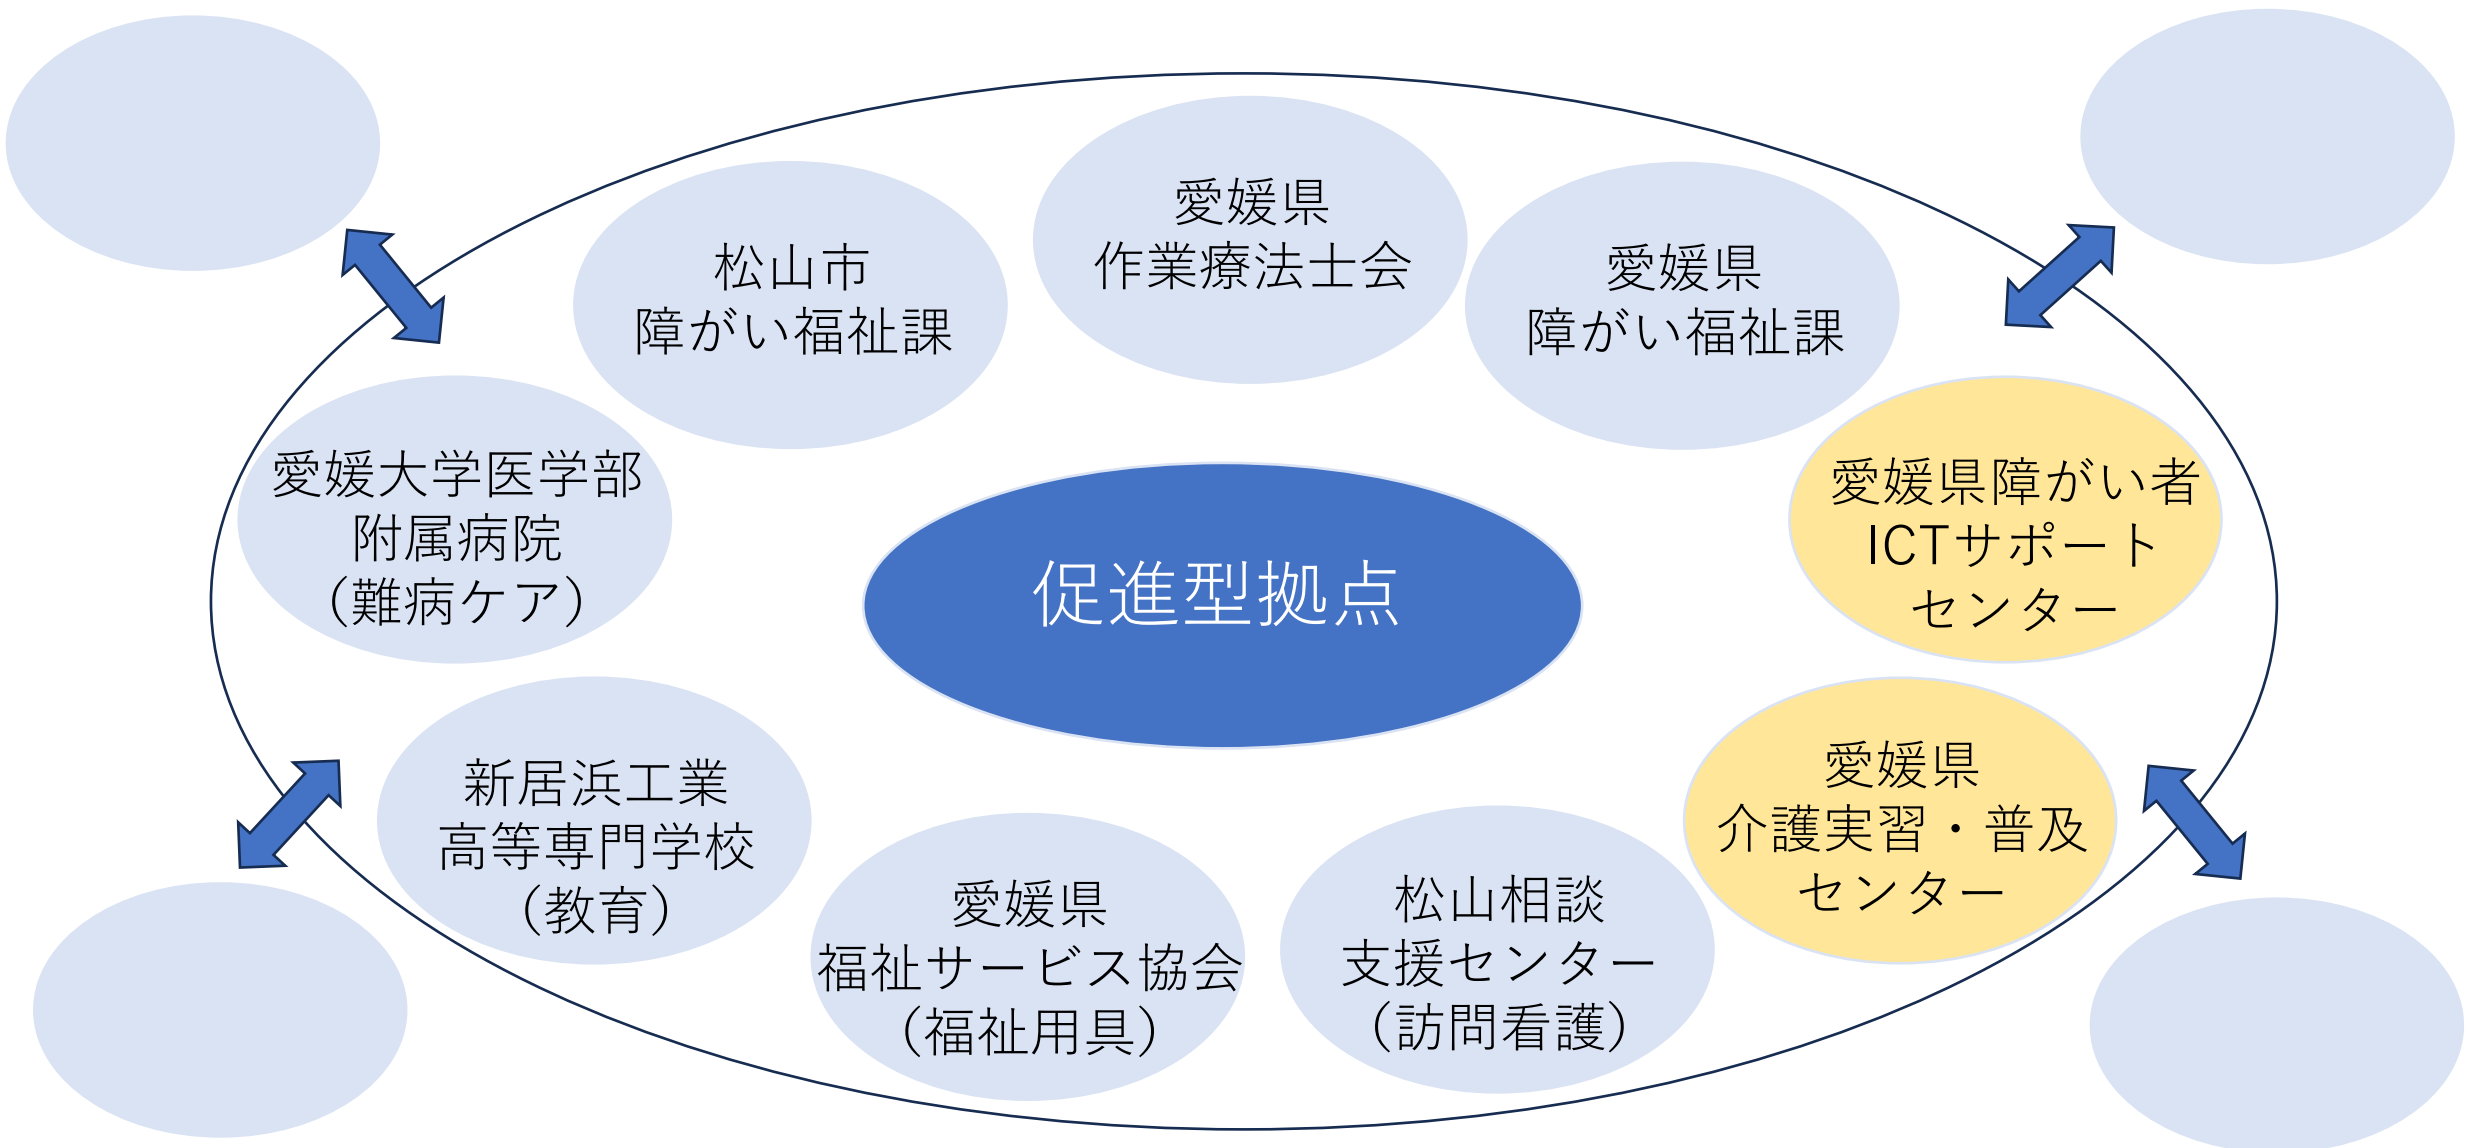 愛媛県
作業療法士会
松山市
障がい福祉課
愛媛県
障がい福祉課
愛媛大学医学部
附属病院
（難病ケア）
愛媛県障がい者
ICTサポート
センター
促進型拠点
新居浜工業
高等専門学校
（教育）
愛媛県
介護実習・普及
センター
愛媛県
福祉サービス協会
（福祉用具）
松山相談
支援センター
（訪問看護）